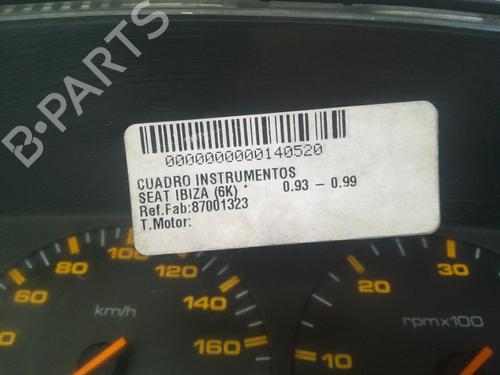 B-PARTS
0000000000140520
CUADRO INSTRUMENTOS
SEAT IBIZA (6K) * 0.93 - 0.99
Ref.Fab:87001323
T.Motor:
60 80 100 120 140 160
km/h
10 20 30
rpmx100